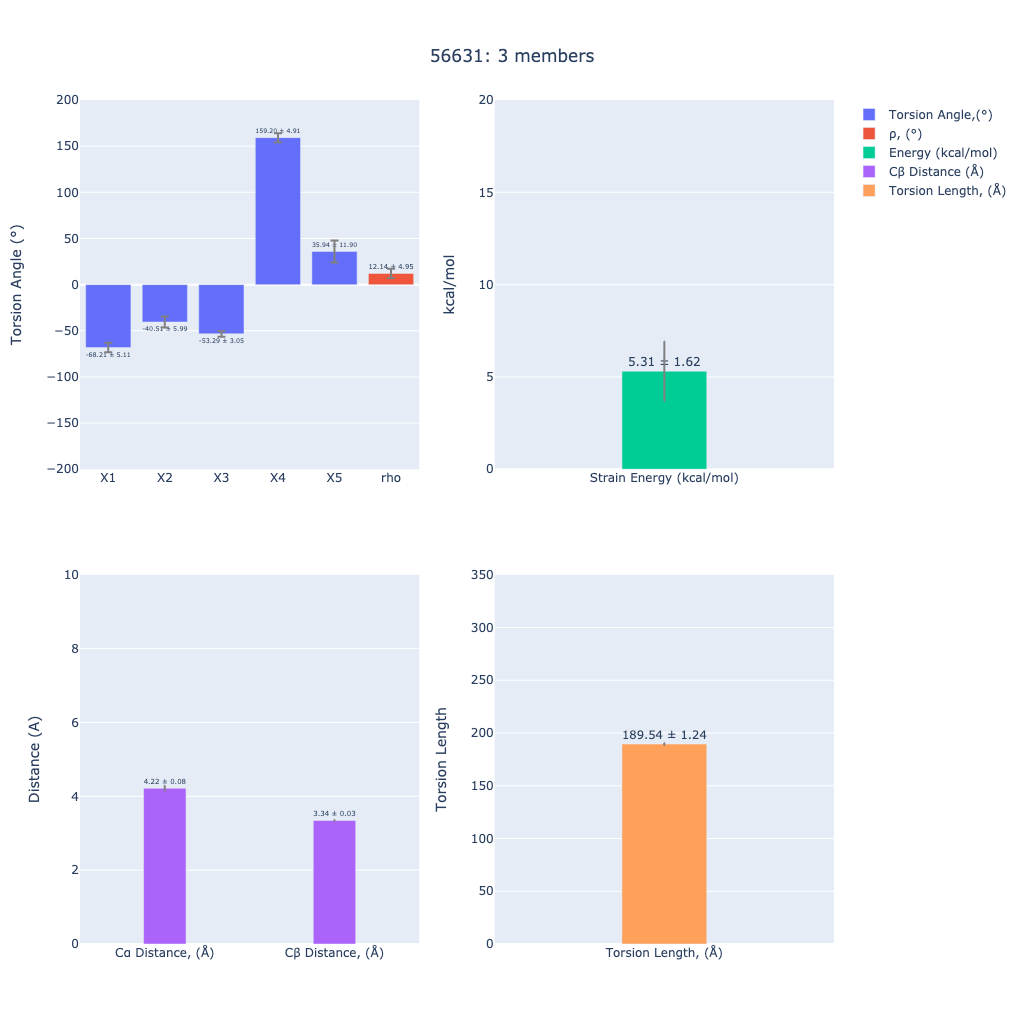 56631: 3 members
Torsion Angle (°)
200
150
100
50
0
−50
−100
−150
−200
-68.21 ± 5.11
-40.51 ± 5.99
-53.29 ± 3.05
159.20 ± 4.91
35.94 ± 11.90
12.14 ± 4.95
X1
X2
X3
X4
X5
rho
kcal/mol
20
15
10
5
0
5.31 ± 1.62
Strain Energy (kcal/mol)
Torsion Angle,(°)
ρ, (°)
Energy (kcal/mol)
Cβ Distance (Å)
Torsion Length, (Å)
Distance (A)
10
8
6
4
2
0
4.22 ± 0.08
3.34 ± 0.03
Cα Distance, (Å)
Cβ Distance, (Å)
Torsion Length
350
300
250
200
150
100
50
0
189.54 ± 1.24
Torsion Length, (Å)